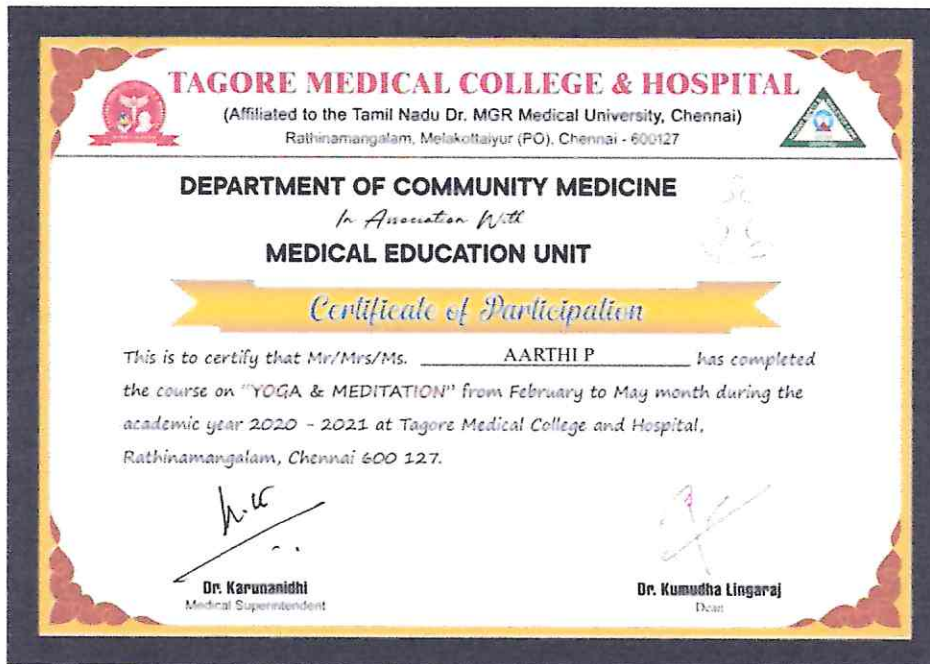 TAGORE MEDICAL COLLEGE & HOSPITAL
(Affiliated to the Tamil Nadu Dr. MGR Medical University, Chennai)
Rathinamangalam, Melakottaiyur (PO), Chennai - 600127
DEPARTMENT OF COMMUNITY MEDICINE
In Association With
MEDICAL EDUCATION UNIT
Certificate of Participation
This is to certify that Mr/Mrs/Ms. AARTHI P has completed
the course on "YOGA & MEDITATION" from February to May month during the
academic year 2020 - 2021 at Tagore Medical College and Hospital,
Rathinamangalam, Chennai 600 127.
Dr. Karunanidhi
Medical Superintendent
Dr. Kumudha Lingaraj
Dean